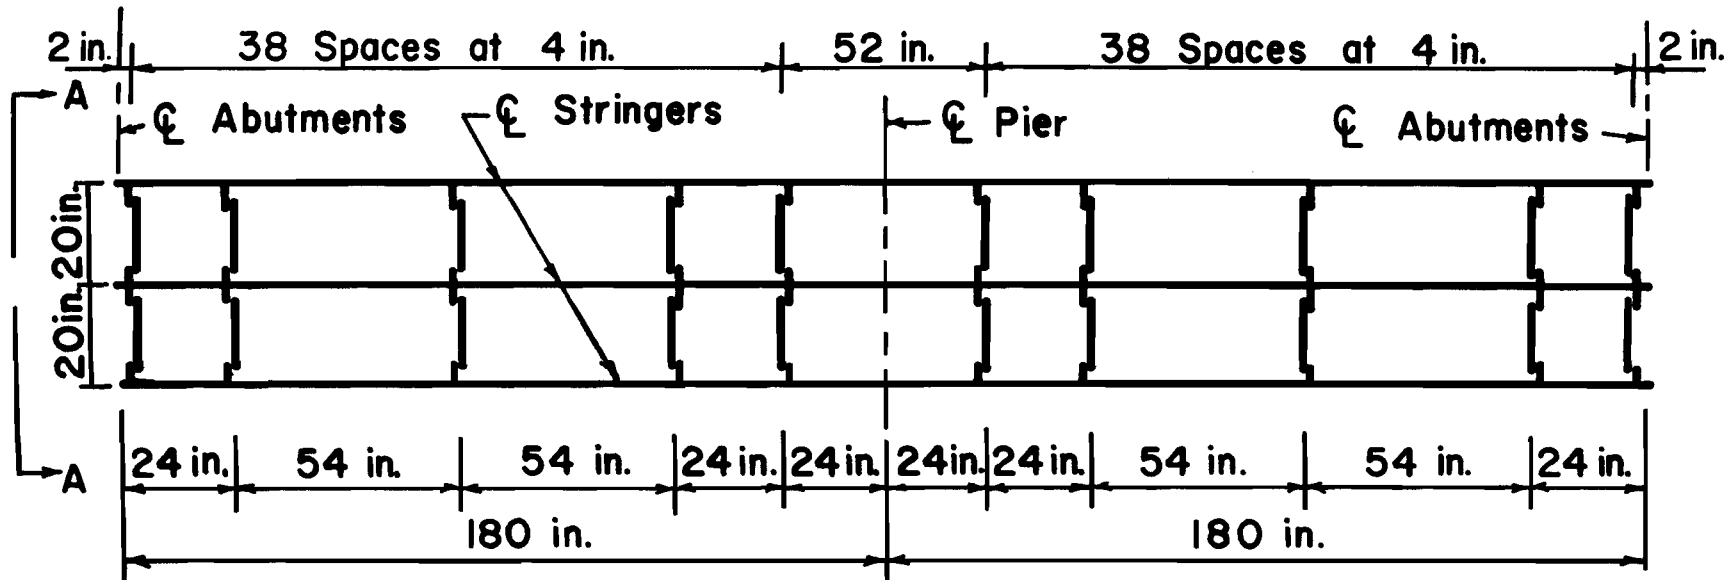 2 in. 38 Spaces at 4 in. 52 in. 38 Spaces at 4 in. 2 in.
A
℄ Abutments ℄ Stringers ℄ Pier ℄ Abutments
20in.
20in.
A
24 in. 54 in. 54 in. 24 in. 24 in. 24 in. 24 in. 54 in. 54 in. 24 in.
180 in. 180 in.